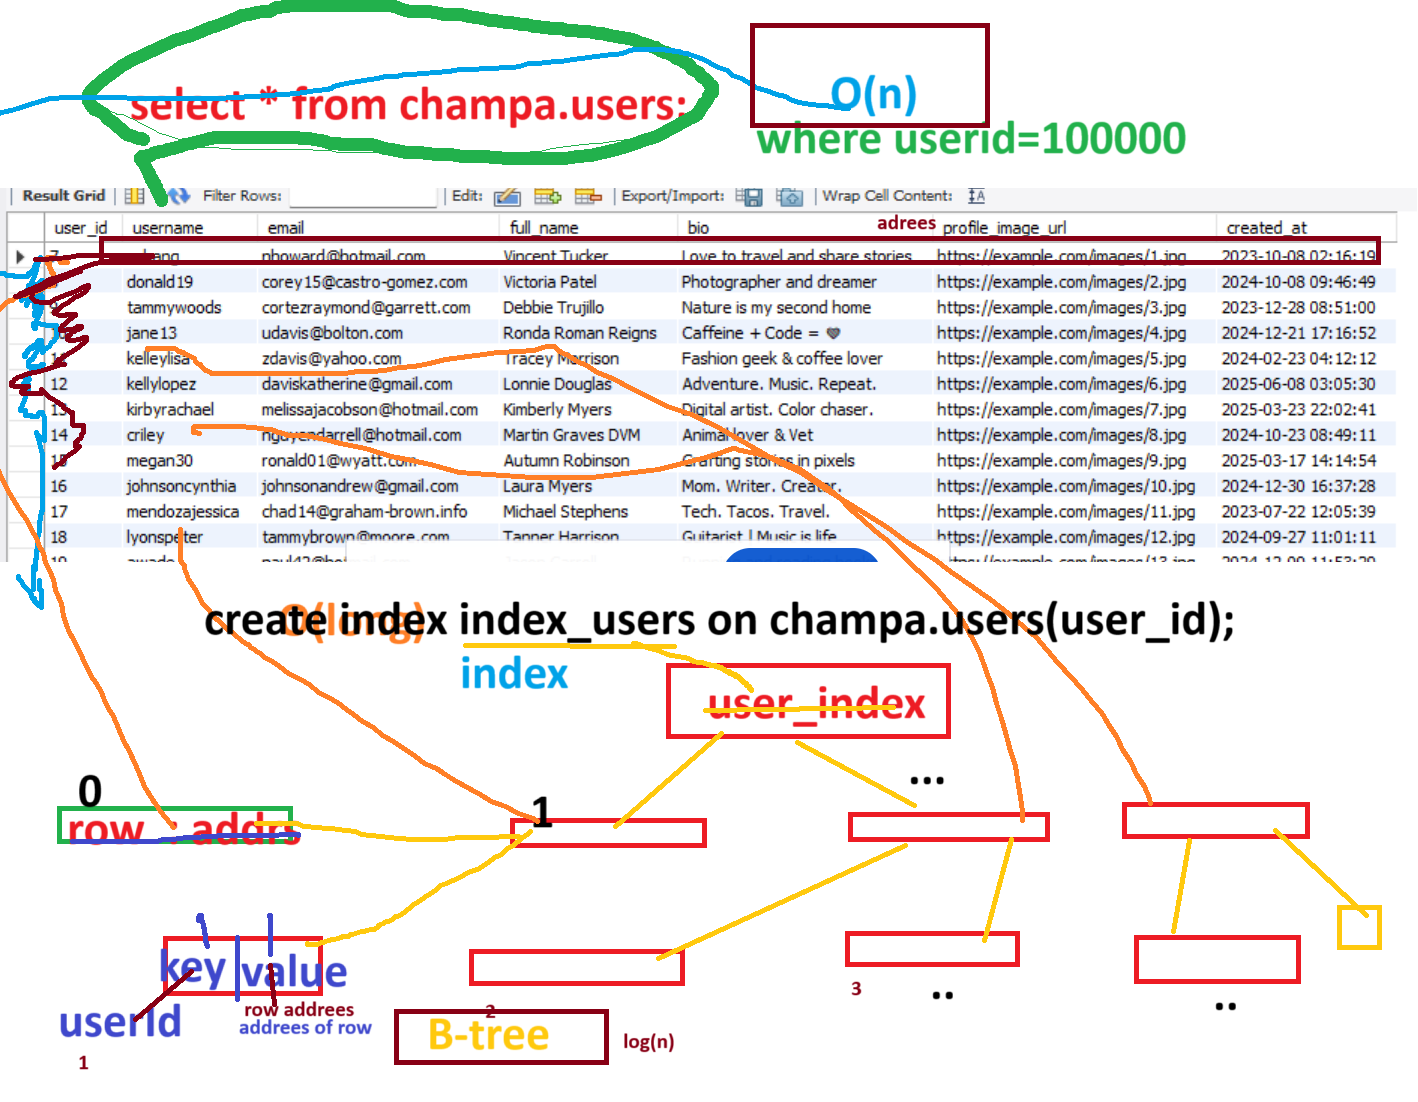 select * from champa.users;
O(n)
where userid=100000
Result Grid Filter Rows: Edit: Export/Import: Wrap Cell Content:
adrees
user_id username email full_name bio profile_image_url created_at
7 nhoward@hotmail.com Vincent Tucker Love to travel and share stories https://example.com/images/1.jpg 2023-10-08 02:16:19
donald19 corey15@castro-gomez.com Victoria Patel Photographer and dreamer https://example.com/images/2.jpg 2024-10-08 09:46:49
tammywoods cortezraymond@garrett.com Debbie Trujillo Nature is my second home https://example.com/images/3.jpg 2023-12-28 08:51:00
jane13 udavis@bolton.com Ronda Roman Reigns Caffeine + Code = 🖤 https://example.com/images/4.jpg 2024-12-21 17:16:52
kelleylisa zdavis@yahoo.com Tracey Morrison Fashion geek & coffee lover https://example.com/images/5.jpg 2024-02-23 04:12:12
12 kellylopez daviskatherine@gmail.com Lonnie Douglas Adventure. Music. Repeat. https://example.com/images/6.jpg 2025-06-08 03:05:30
13 kirbyrachael melissajacobson@hotmail.com Kimberly Myers Digital artist. Color chaser. https://example.com/images/7.jpg 2025-03-23 22:02:41
14 criley nguyendarrell@hotmail.com Martin Graves DVM Animal lover & Vet https://example.com/images/8.jpg 2024-10-23 08:49:11
15 megan30 ronald01@wyatt.com Autumn Robinson Crafting stories in pixels https://example.com/images/9.jpg 2025-03-17 14:14:54
16 johnsoncynthia johnsonandrew@gmail.com Laura Myers Mom. Writer. Creator. https://example.com/images/10.jpg 2024-12-30 16:37:28
17 mendozajessica chad14@graham-brown.info Michael Stephens Tech. Tacos. Travel. https://example.com/images/11.jpg 2023-07-22 12:05:39
18 lyonspeter tammybrown@moore.com Tanner Harrison Guitarist | Music is life https://example.com/images/12.jpg 2024-09-27 11:01:11
create index index_users on champa.users(user_id);
O(long)
index
user_index
...
0
1
row : addrs
key value
userId
row addrees
addrees of row
1
2
3
..
..
B-tree
log(n)